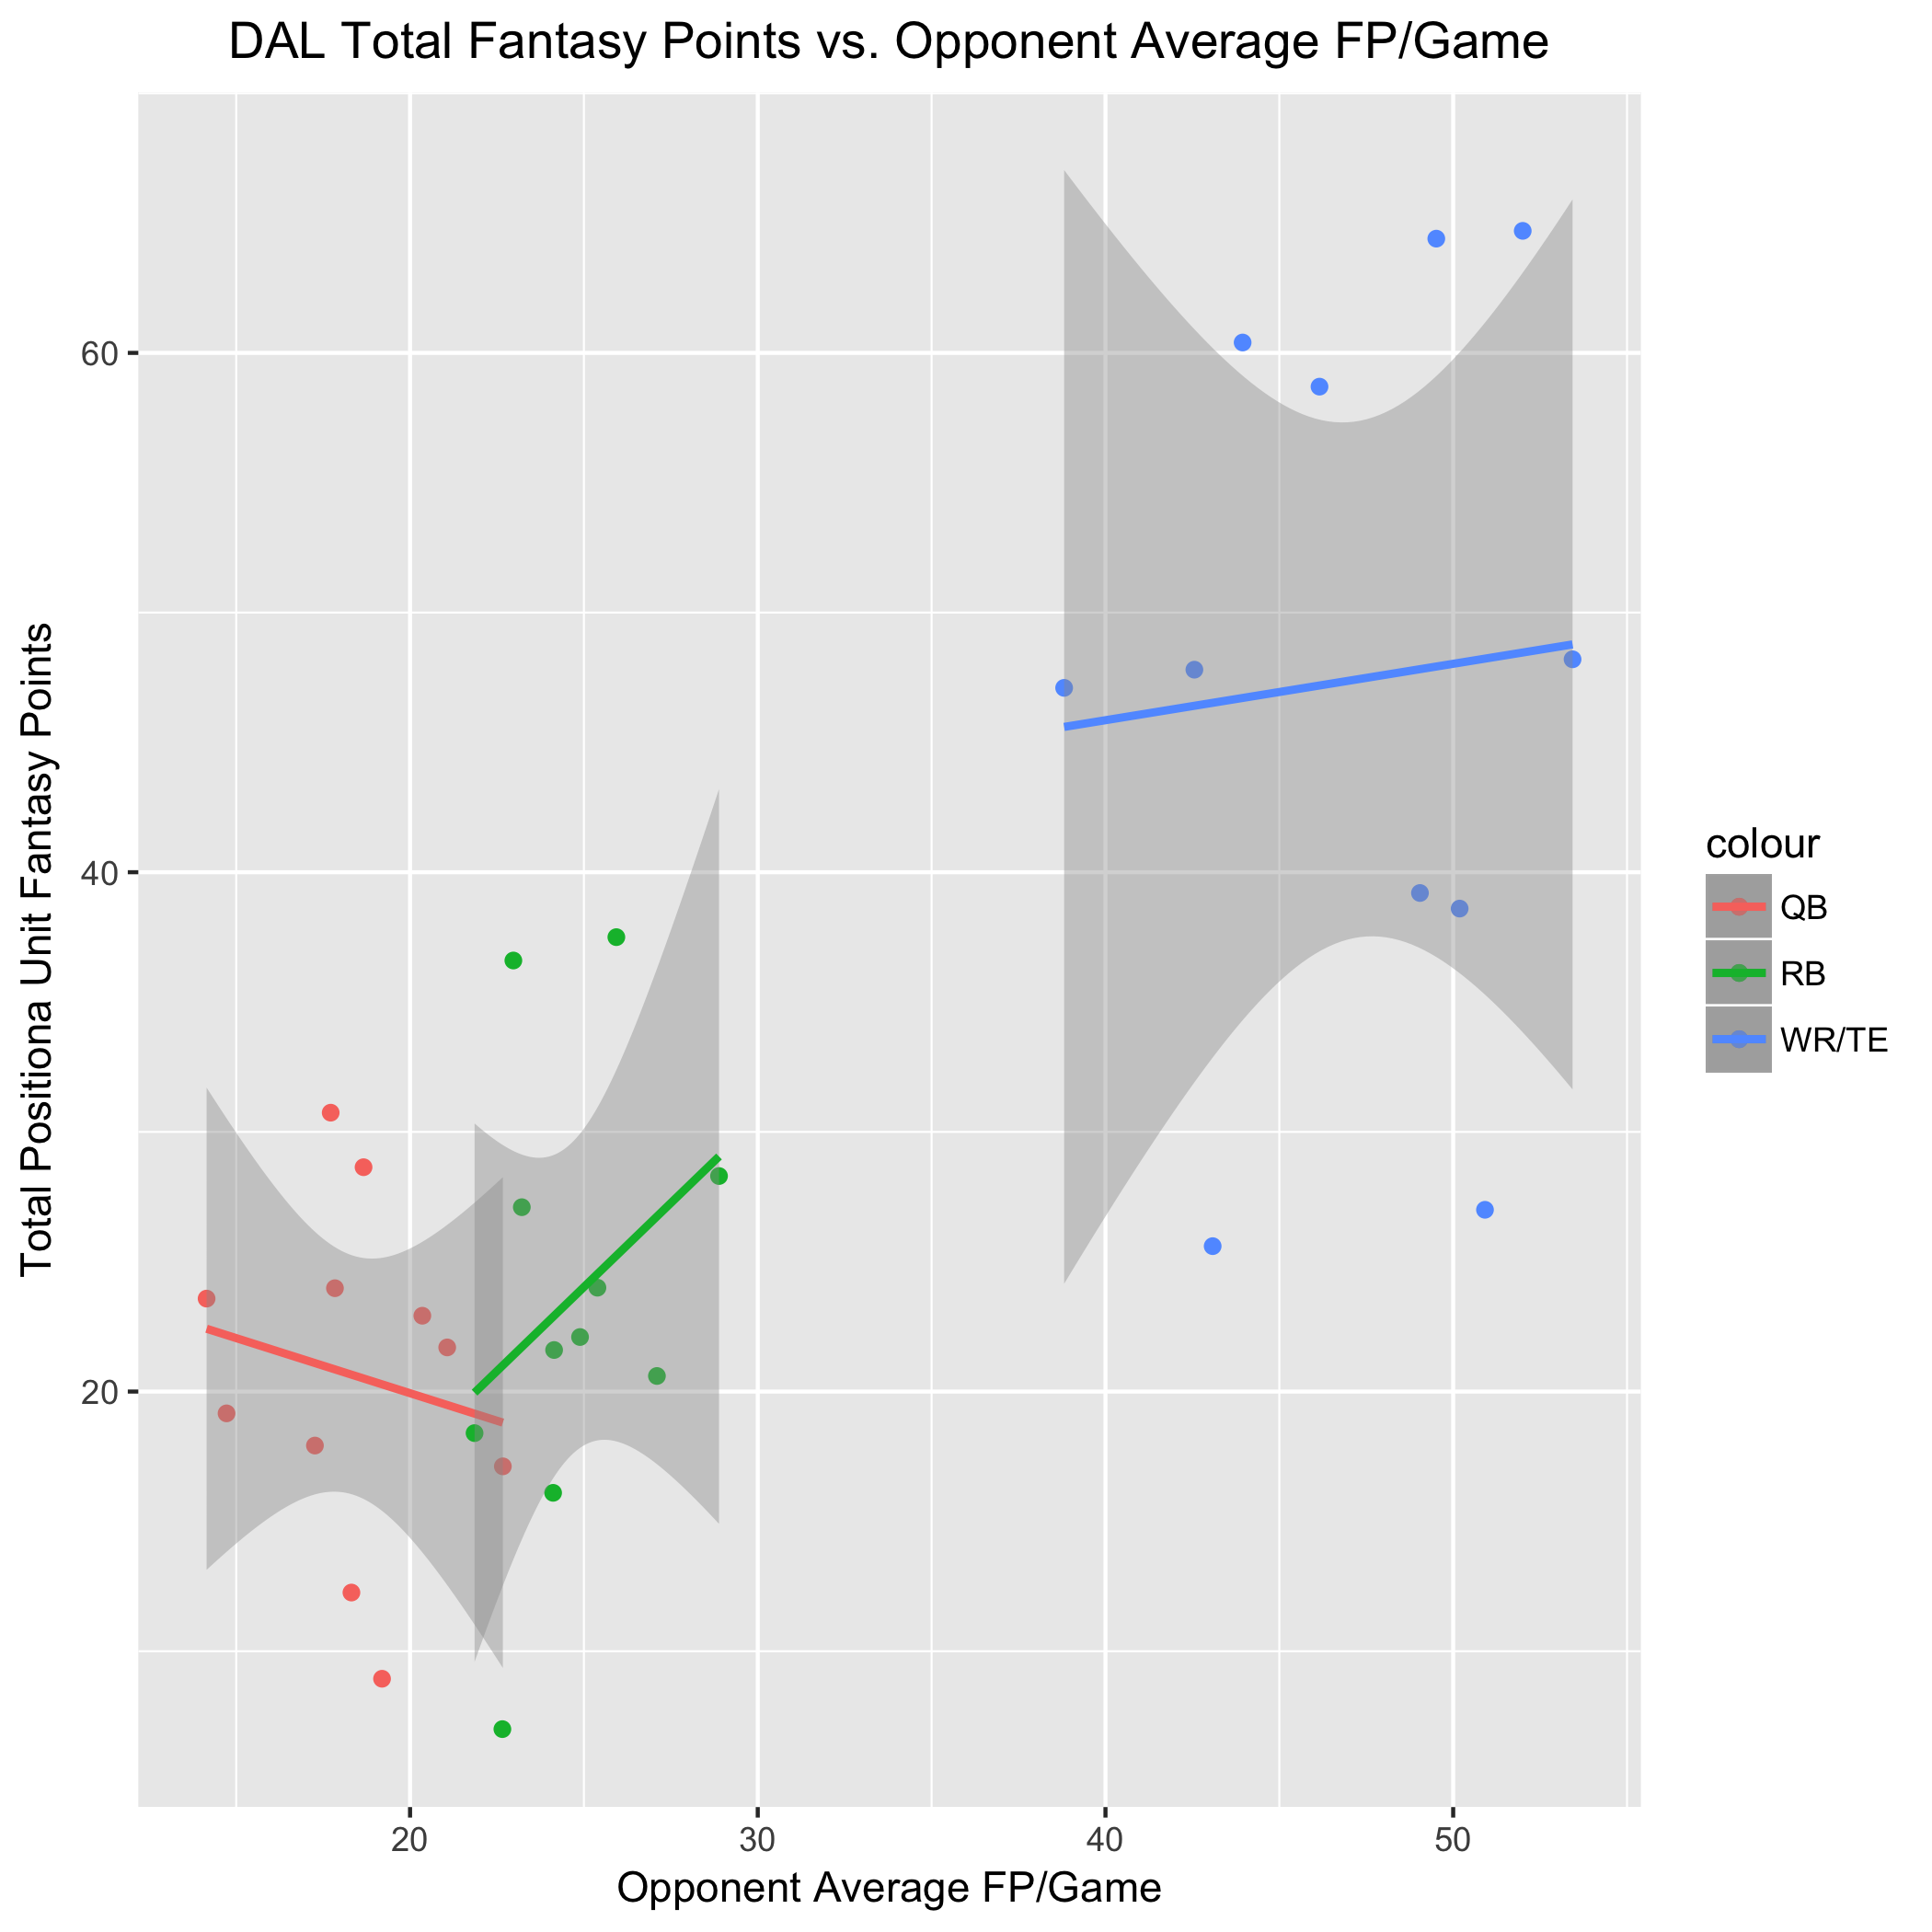 DAL Total Fantasy Points vs. Opponent Average FP/Game
Total Positiona Unit Fantasy Points
60
40
20
20
30
40
50
Opponent Average FP/Game
colour
QB
RB
WR/TE